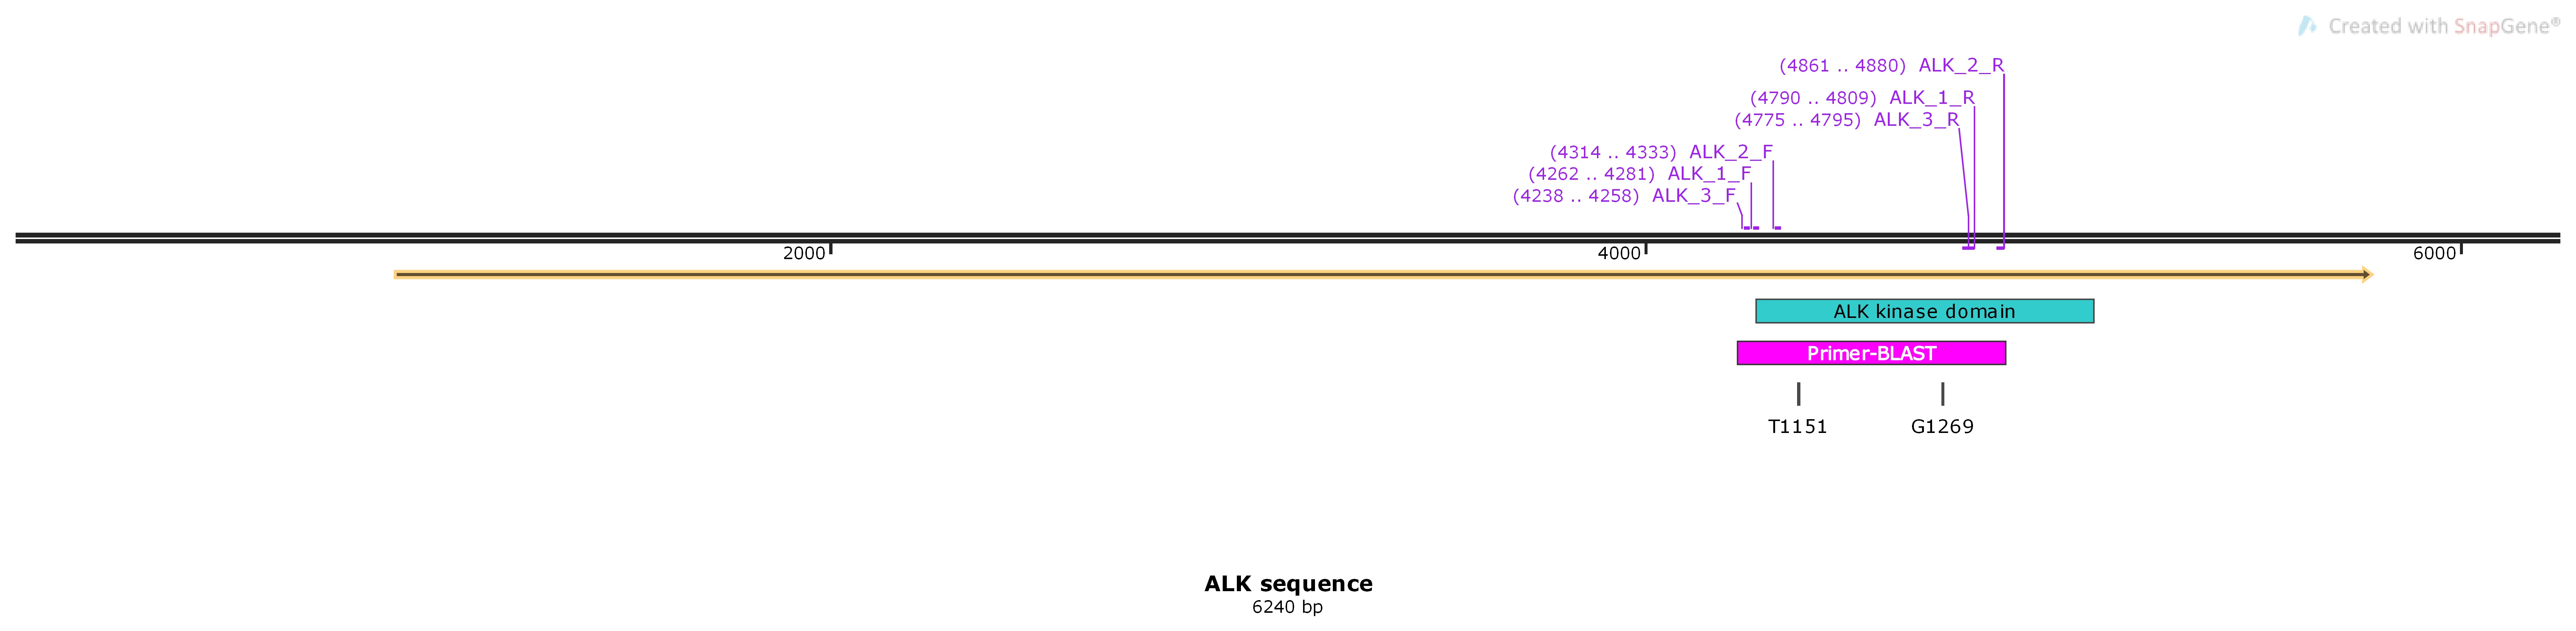 Created with SnapGene®
(4861 .. 4880) ALK_2_R
(4790 .. 4809) ALK_1_R
(4775 .. 4795) ALK_3_R
(4314 .. 4333) ALK_2_F
(4262 .. 4281) ALK_1_F
(4238 .. 4258) ALK_3_F
2000 4000 6000
ALK kinase domain
Primer-BLAST
T1151 G1269
ALK sequence
6240 bp